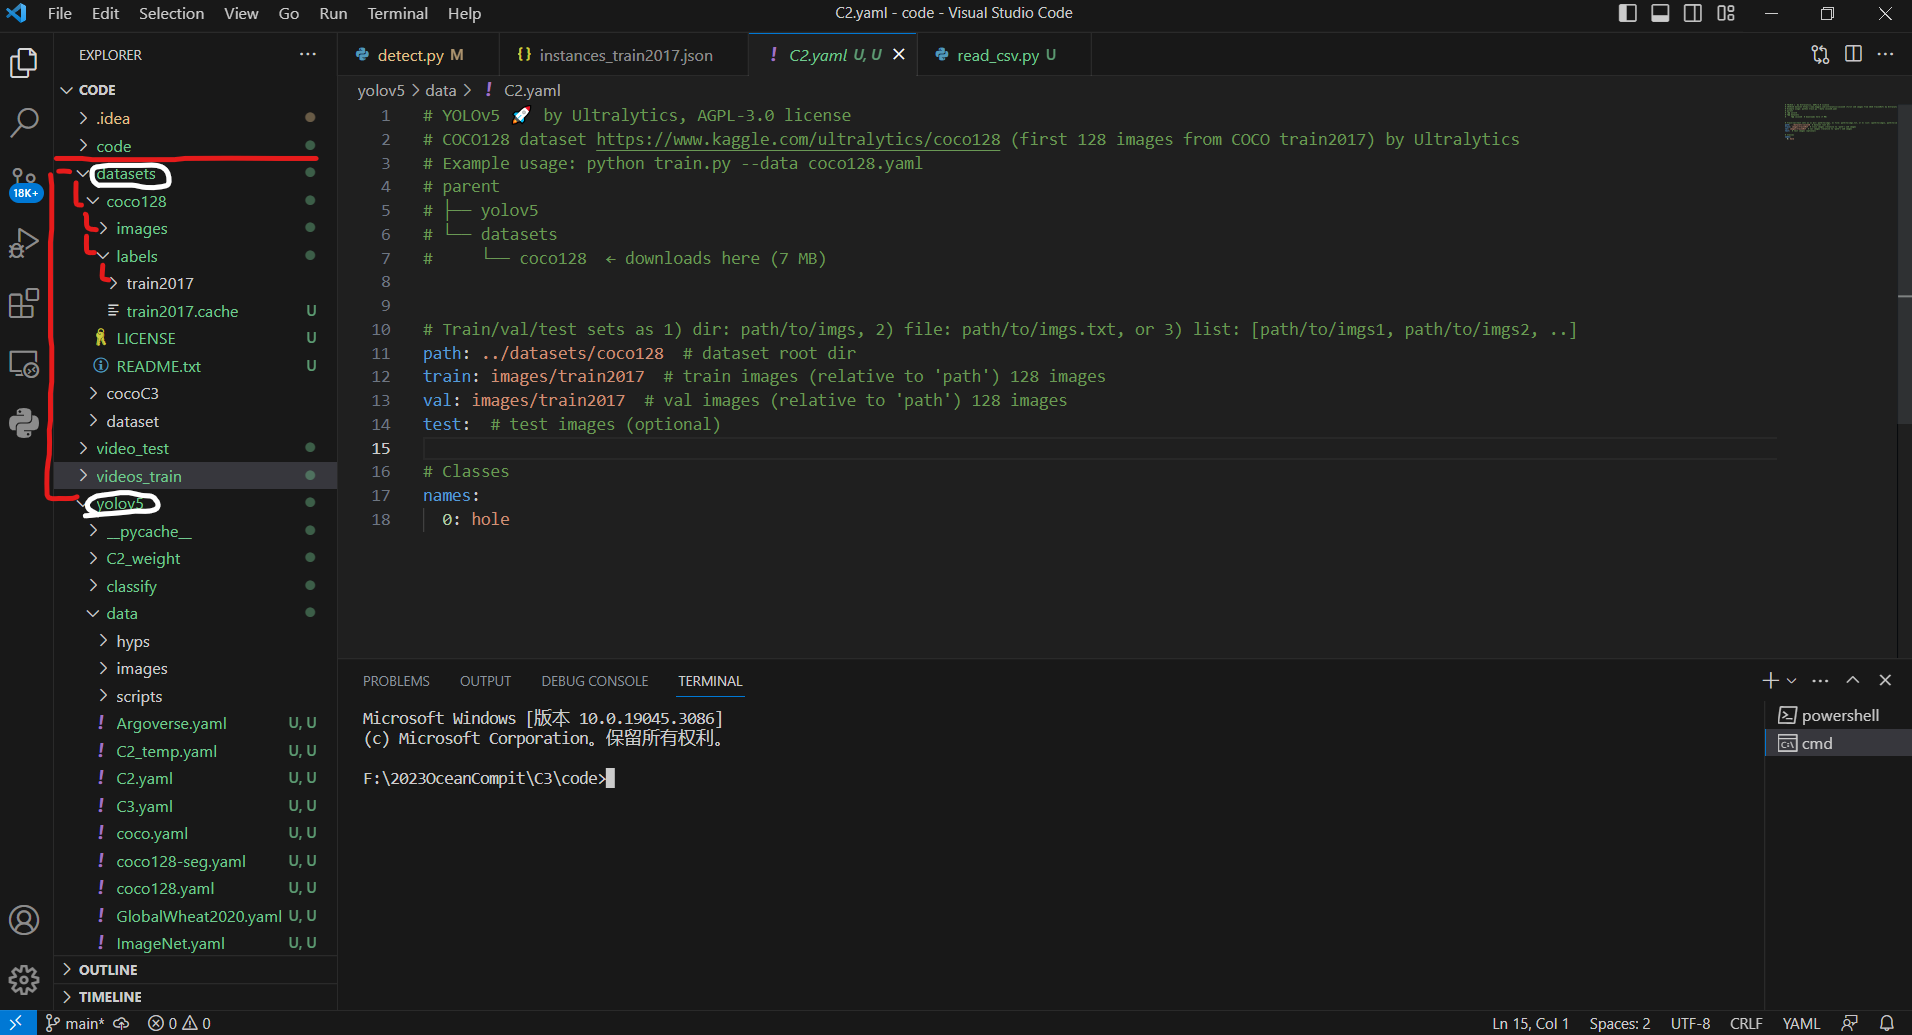 File Edit Selection View Go Run Terminal Help
C2.yaml - code - Visual Studio Code
EXPLORER
detect.py M
instances_train2017.json
C2.yaml U, U
read_csv.py U
yolov5 > data > ! C2.yaml
18K+
CODE
.idea
code
datasets
coco128
images
labels
train2017
train2017.cache U
LICENSE U
README.txt U
cocoC3
dataset
video_test
videos_train
yolov5
__pycache__
C2_weight
classify
data
hyps
images
scripts
! Argoverse.yaml U, U
! C2_temp.yaml U, U
! C2.yaml U, U
! C3.yaml U, U
! coco.yaml U, U
! coco128-seg.yaml U, U
! coco128.yaml U, U
! GlobalWheat2020.yaml U, U
! ImageNet.yaml U, U
OUTLINE
TIMELINE
1 # YOLOv5 🚀 by Ultralytics, AGPL-3.0 license
2 # COCO128 dataset https://www.kaggle.com/ultralytics/coco128 (first 128 images from COCO train2017) by Ultralytics
3 # Example usage: python train.py --data coco128.yaml
4 # parent
5 # ├── yolov5
6 # └── datasets
7 #     └── coco128 ← downloads here (7 MB)
8
9
10 # Train/val/test sets as 1) dir: path/to/imgs, 2) file: path/to/imgs.txt, or 3) list: [path/to/imgs1, path/to/imgs2, ..]
11 path: ../datasets/coco128 # dataset root dir
12 train: images/train2017 # train images (relative to 'path') 128 images
13 val: images/train2017 # val images (relative to 'path') 128 images
14 test: # test images (optional)
15
16 # Classes
17 names:
18 0: hole
PROBLEMS OUTPUT DEBUG CONSOLE TERMINAL
Microsoft Windows [版本 10.0.19045.3086]
(c) Microsoft Corporation。保留所有权利。
F:\2023OceanCompit\C3\code>
powershell
cmd
main* 0 0
Ln 15, Col 1 Spaces: 2 UTF-8 CRLF YAML